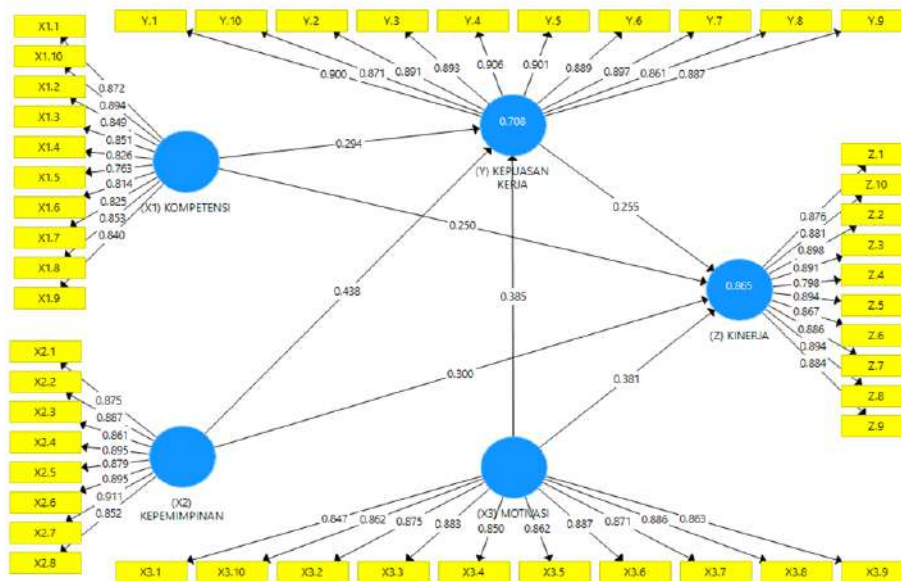 X1.1
X1.10
X1.2
X1.3
X1.4
X1.5
X1.6
X1.7
X1.8
X1.9
0.872
0.894
0.849
0.851
0.826
0.763
0.814
0.825
0.853
0.840
(X1) KOMPETENSI
Y.1
Y.10
Y.2
Y.3
Y.4
Y.5
Y.6
Y.7
Y.8
Y.9
0.900
0.871
0.891
0.893
0.906
0.901
0.889
0.897
0.861
0.887
0.708
(Y) KEPUASAN
KERJA
0.294
0.250
0.438
0.385
0.255
0.300
0.381
Z.1
Z.10
Z.2
Z.3
Z.4
Z.5
Z.6
Z.7
Z.8
Z.9
0.876
0.881
0.898
0.891
0.798
0.894
0.867
0.886
0.894
0.884
0.865
(Z) KINERJA
X2.1
X2.2
X2.3
X2.4
X2.5
X2.6
X2.7
X2.8
0.875
0.887
0.861
0.895
0.879
0.895
0.911
0.852
(X2)
KEPEMIMPINAN
(X3) MOTIVASI
0.847
0.862
0.875
0.883
0.850
0.862
0.887
0.871
0.886
0.863
X3.1
X3.10
X3.2
X3.3
X3.4
X3.5
X3.6
X3.7
X3.8
X3.9